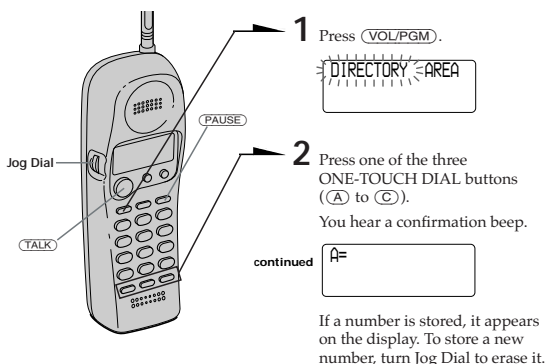 1 Press (VOL/PGM).
DIRECTORY AREA
(PAUSE)
Jog Dial
(TALK)
2 Press one of the three
ONE-TOUCH DIAL buttons
((A) to (C)).
You hear a confirmation beep.
continued
A=
If a number is stored, it appears
on the display. To store a new
number, turn Jog Dial to erase it.